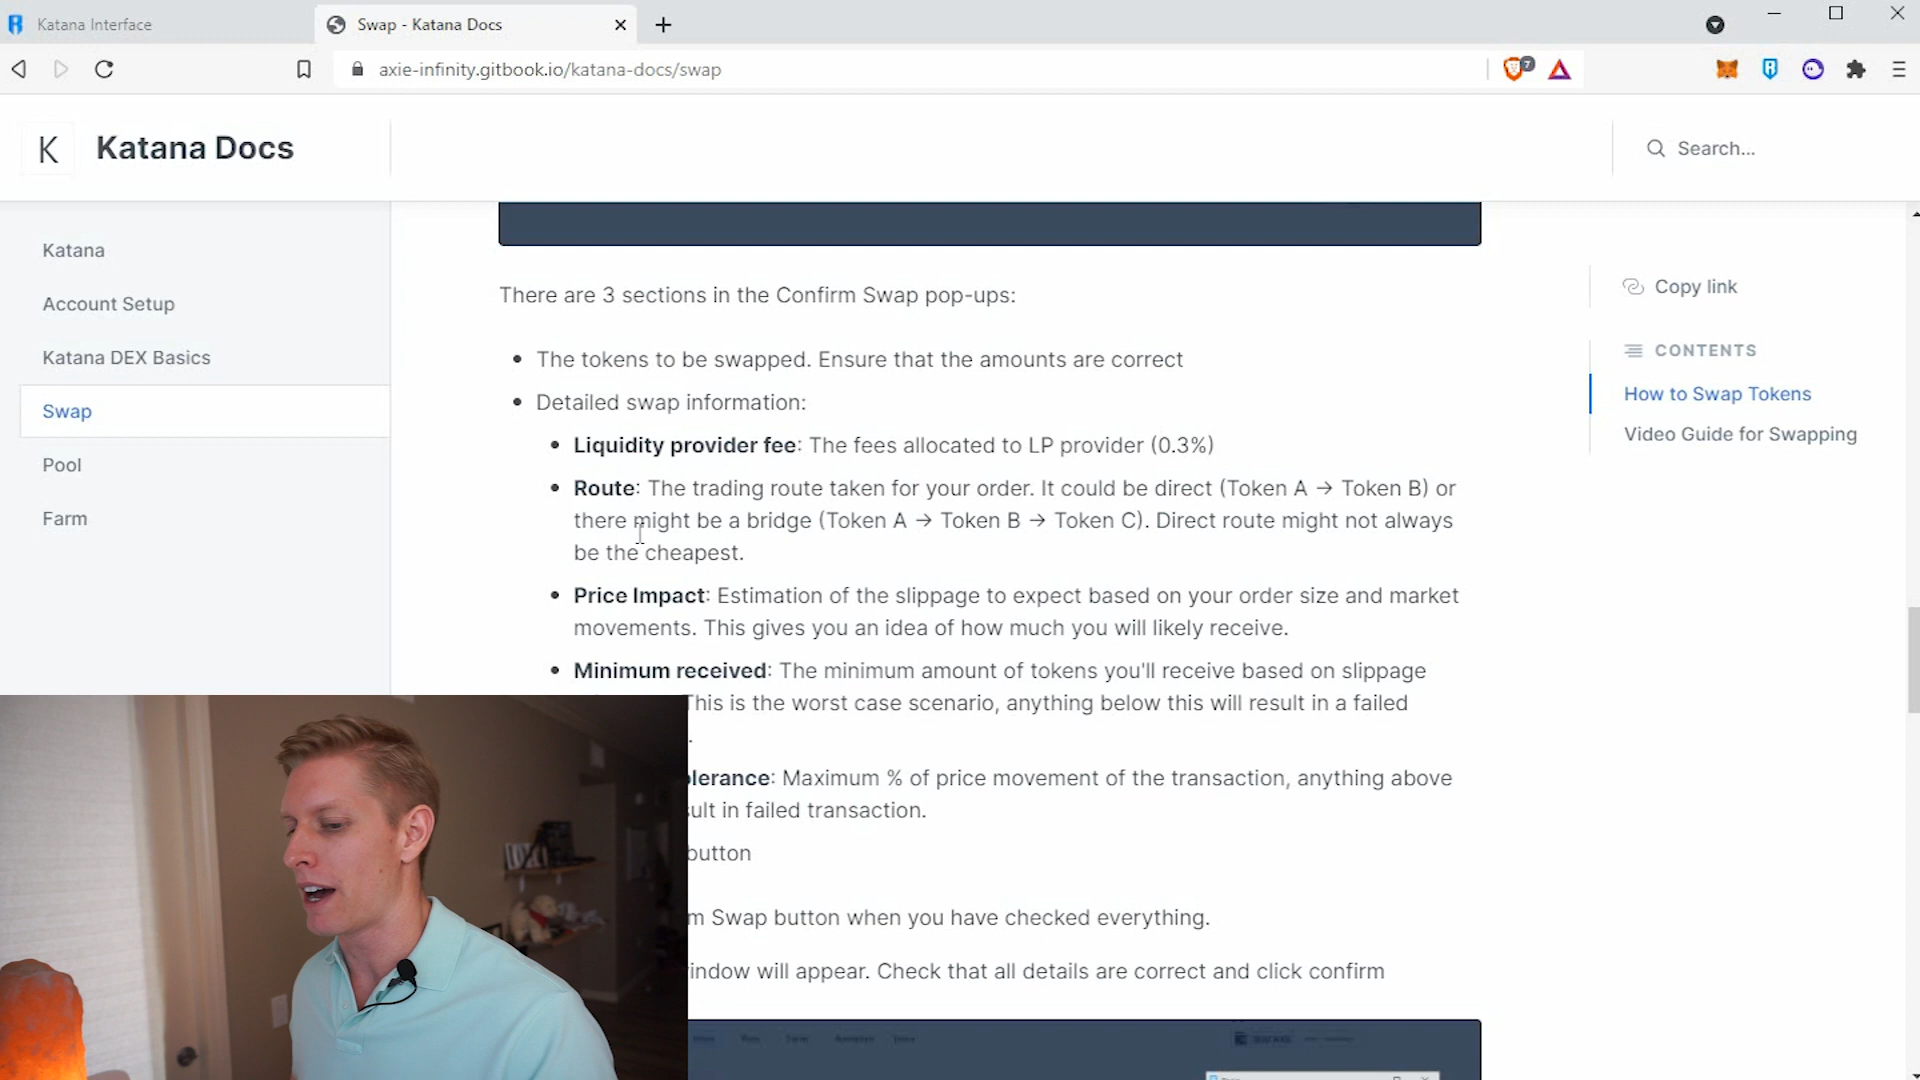 Katana Interface
Swap - Katana Docs
axie-infinity.gitbook.io/katana-docs/swap
7
K
Katana Docs
Search...
Katana
Account Setup
Katana DEX Basics
Swap
Pool
Farm
There are 3 sections in the Confirm Swap pop-ups:
The tokens to be swapped. Ensure that the amounts are correct
Detailed swap information:
Liquidity provider fee: The fees allocated to LP provider (0.3%)
Route: The trading route taken for your order. It could be direct (Token A → Token B) or
there might be a bridge (Token A → Token B → Token C). Direct route might not always
be the cheapest.
Price Impact: Estimation of the slippage to expect based on your order size and market
movements. This gives you an idea of how much you will likely receive.
Minimum received: The minimum amount of tokens you'll receive based on slippage
This is the worst case scenario, anything below this will result in a failed
.
lerance: Maximum % of price movement of the transaction, anything above
ult in failed transaction.
button
m Swap button when you have checked everything.
indow will appear. Check that all details are correct and click confirm
Copy link
CONTENTS
How to Swap Tokens
Video Guide for Swapping